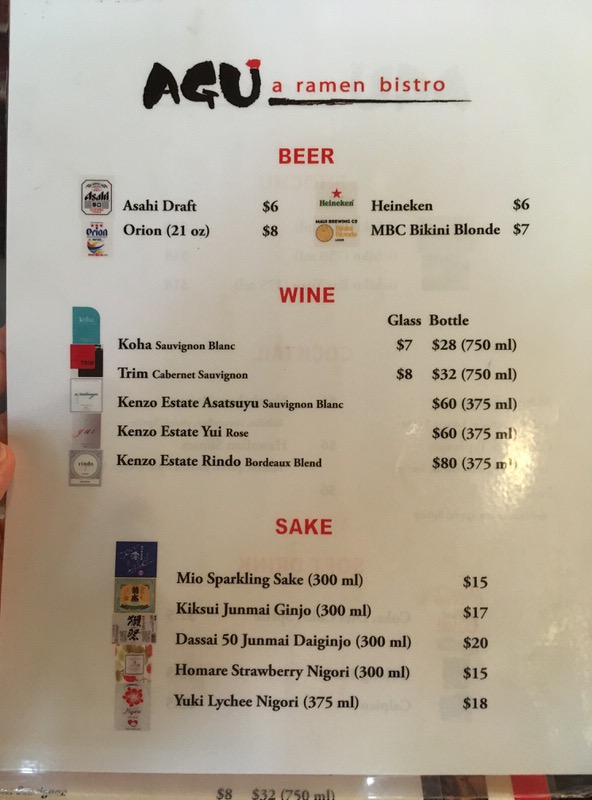 AGU a ramen bistro
BEER
Asahi Draft $6
Heineken $6
Orion (21 oz) $8
MBC Bikini Blonde $7
WINE
Glass Bottle
Koha Sauvignon Blanc $7 $28 (750 ml)
Trim Cabernet Sauvignon $8 $32 (750 ml)
Kenzo Estate Asatsuyu Sauvignon Blanc $60 (375 ml)
Kenzo Estate Yui Rose $60 (375 ml)
Kenzo Estate Rindo Bordeaux Blend $80 (375 ml)
SAKE
Mio Sparkling Sake (300 ml) $15
Kiksui Junmai Ginjo (300 ml) $17
Dassai 50 Junmai Daiginjo (300 ml) $20
Homare Strawberry Nigori (300 ml) $15
Yuki Lychee Nigori (375 ml) $18
$8 $32 (750 ml)